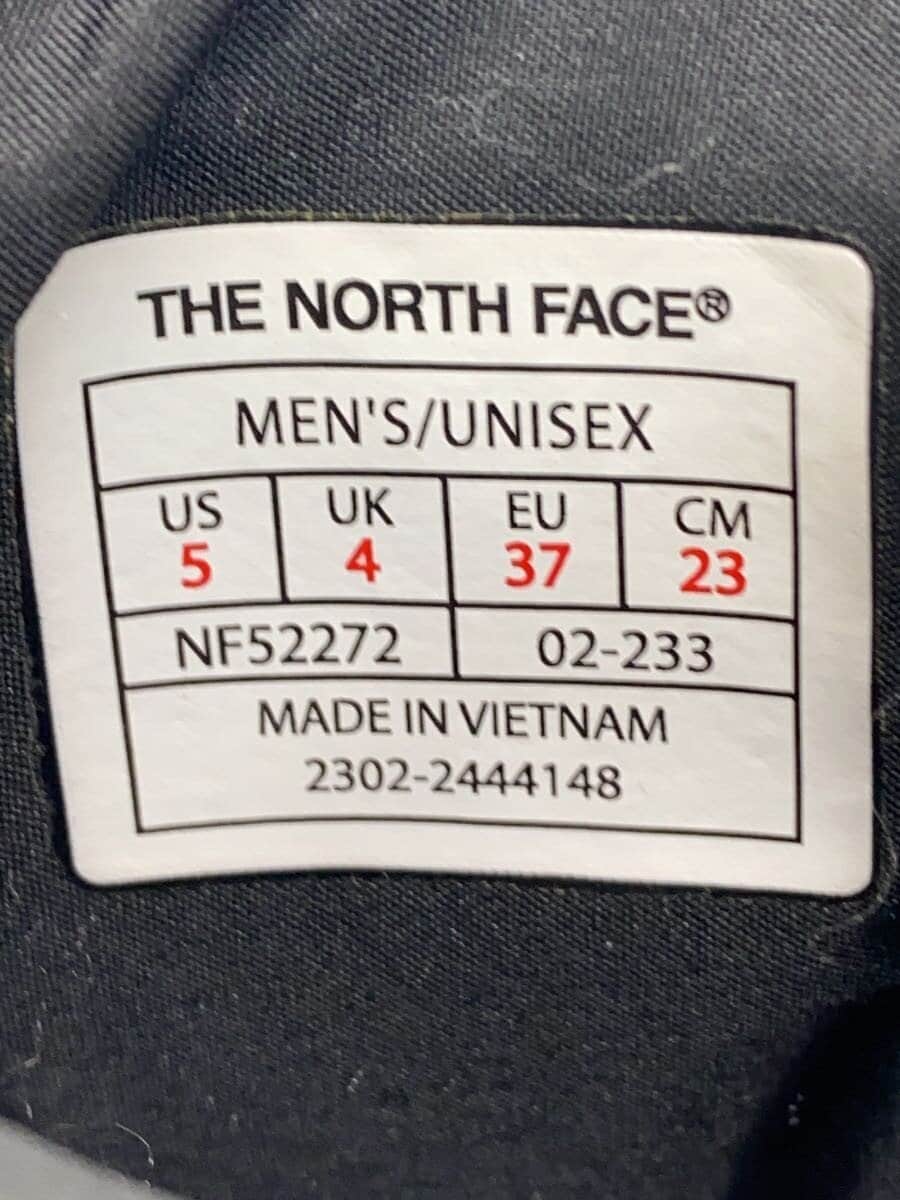 THE NORTH FACE®
MEN'S/UNISEX
US UK EU CM
5 4 37 23
NF52272 02-233
MADE IN VIETNAM
2302-2444148